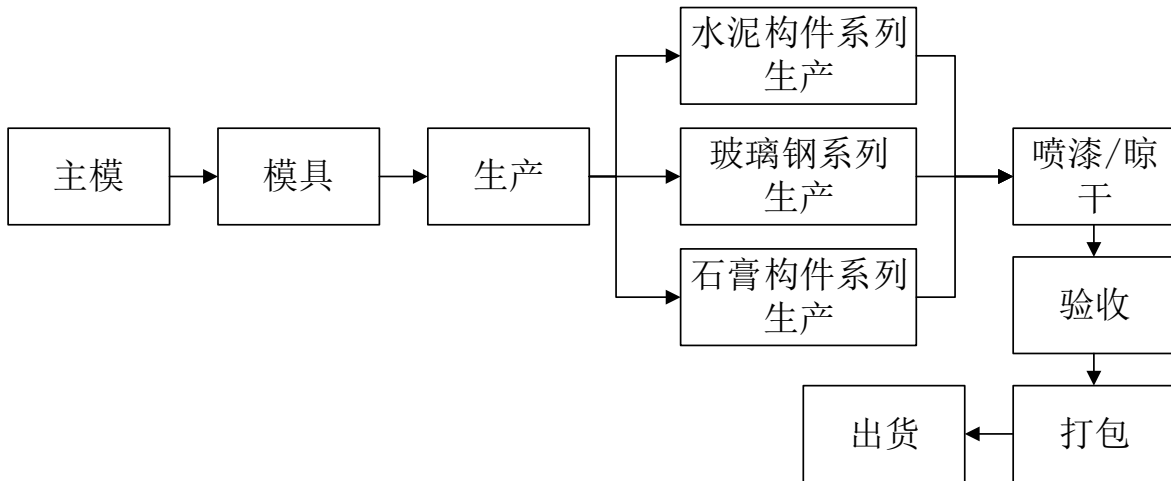 主模
模具
生产
水泥构件系列
生产
玻璃钢系列
生产
石膏构件系列
生产
喷漆/晾
干
验收
打包
出货